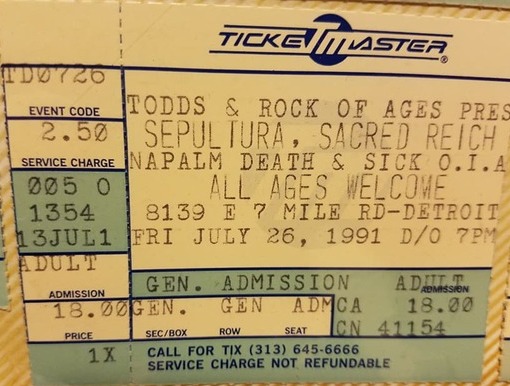 TICKETMASTER®
TD0726
EVENT CODE
2.50
SERVICE CHARGE
005 0
1354
13JUL1
ADULT
ADMISSION
18.00
PRICE
1X
TODDS & ROCK OF AGES PRES
SEPULTURA, SACRED REICH
NAPALM DEATH & SICK O.I.A
ALL AGES WELCOME
8139 E 7 MILE RD-DETROIT
FRI JULY 26, 1991 D/O 7PM
GEN. ADMISSION ADULT
ADMISSION
GEN. GEN ADM CA 18.00
SEC/BOX ROW SEAT
CN 41154
CALL FOR TIX (313) 645-6666
SERVICE CHARGE NOT REFUNDABLE